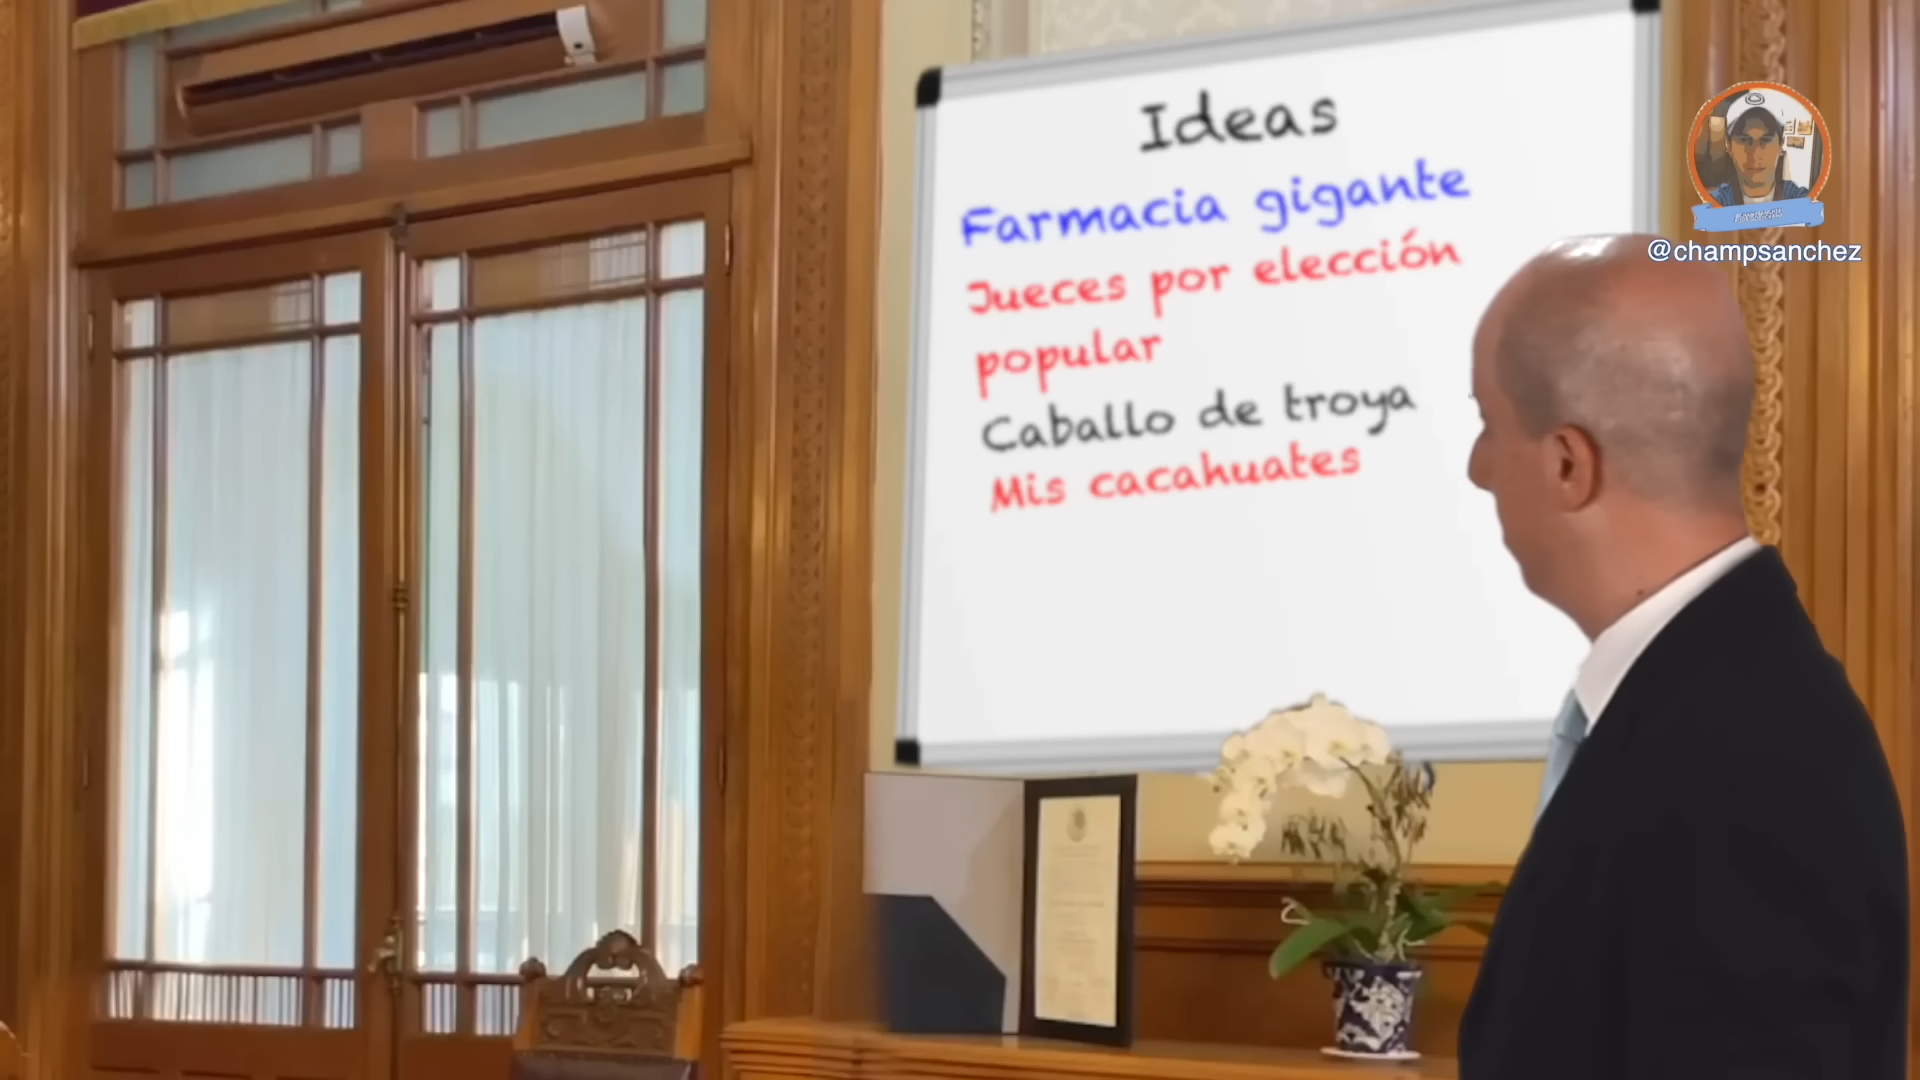 Ideas
Farmacia gigante
Jueces por elección
popular
Caballo de troya
Mis cacahuates
@champsanchez